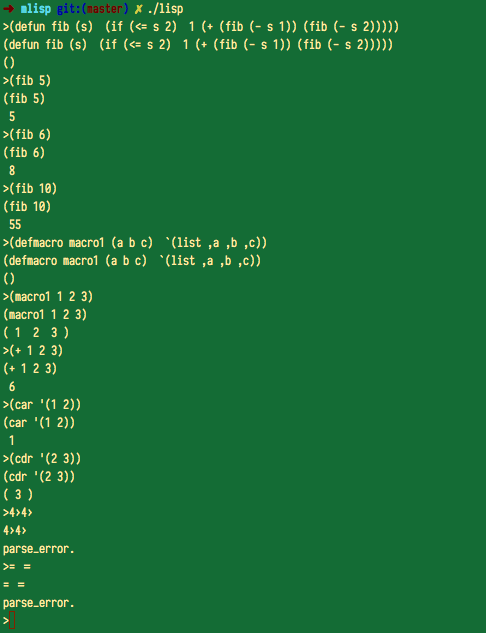 ➜ mlisp git:(master) ✗ ./lisp
>(defun fib (s)  (if (<= s 2)  1 (+ (fib (- s 1)) (fib (- s 2)))))
(defun fib (s)  (if (<= s 2)  1 (+ (fib (- s 1)) (fib (- s 2)))))
()
>(fib 5)
(fib 5)
 5
>(fib 6)
(fib 6)
 8
>(fib 10)
(fib 10)
 55
>(defmacro macro1 (a b c)  `(list ,a ,b ,c))
(defmacro macro1 (a b c)  `(list ,a ,b ,c))
()
>(macro1 1 2 3)
(macro1 1 2 3)
( 1  2  3 )
>(+ 1 2 3)
(+ 1 2 3)
 6
>(car '(1 2))
(car '(1 2))
 1
>(cdr '(2 3))
(cdr '(2 3))
( 3 )
>4>4>
4>4>
parse_error.
>= =
= =
parse_error.
>